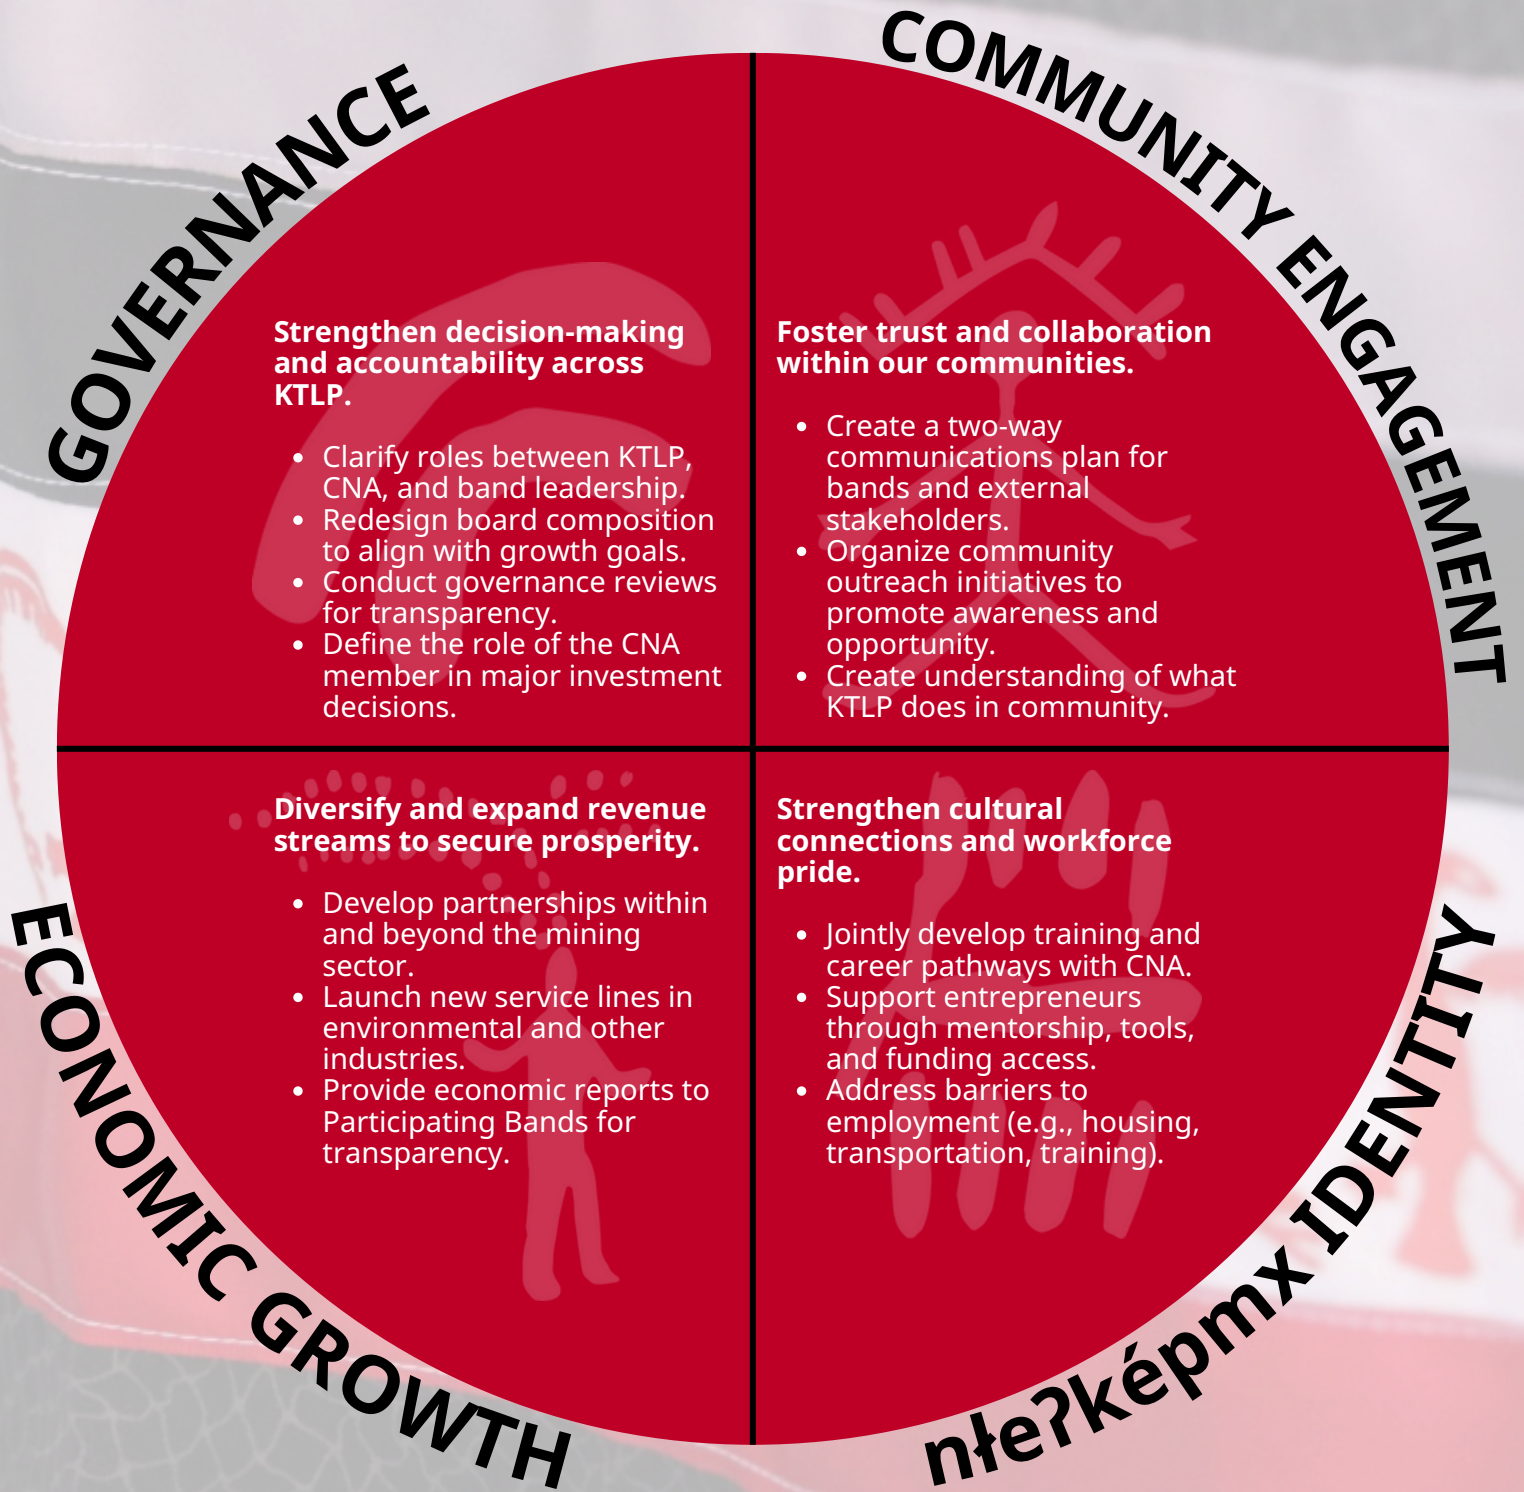 GOVERNANCE
Strengthen decision-making
and accountability across
KTLP.
• Clarify roles between KTLP,
CNA, and band leadership.
• Redesign board composition
to align with growth goals.
• Conduct governance reviews
for transparency.
• Define the role of the CNA
member in major investment
decisions.
COMMUNITY ENGAGEMENT
Foster trust and collaboration
within our communities.
• Create a two-way
communications plan for
bands and external
stakeholders.
• Organize community
outreach initiatives to
promote awareness and
opportunity.
• Create understanding of what
KTLP does in community.
ECONOMIC GROWTH
Diversify and expand revenue
streams to secure prosperity.
• Develop partnerships within
and beyond the mining
sector.
• Launch new service lines in
environmental and other
industries.
• Provide economic reports to
Participating Bands for
transparency.
nłeʔképmx IDENTITY
Strengthen cultural
connections and workforce
pride.
• Jointly develop training and
career pathways with CNA.
• Support entrepreneurs
through mentorship, tools,
and funding access.
• Address barriers to
employment (e.g., housing,
transportation, training).